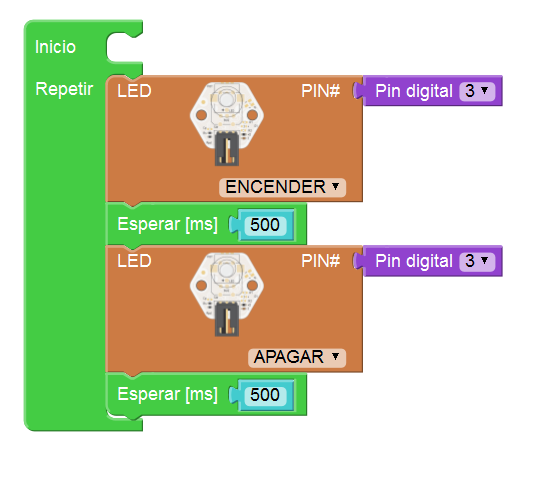 Inicio
Repetir LED PIN# Pin digital 3
ENCENDER
Esperar [ms] 500
LED PIN# Pin digital 3
APAGAR
Esperar [ms] 500